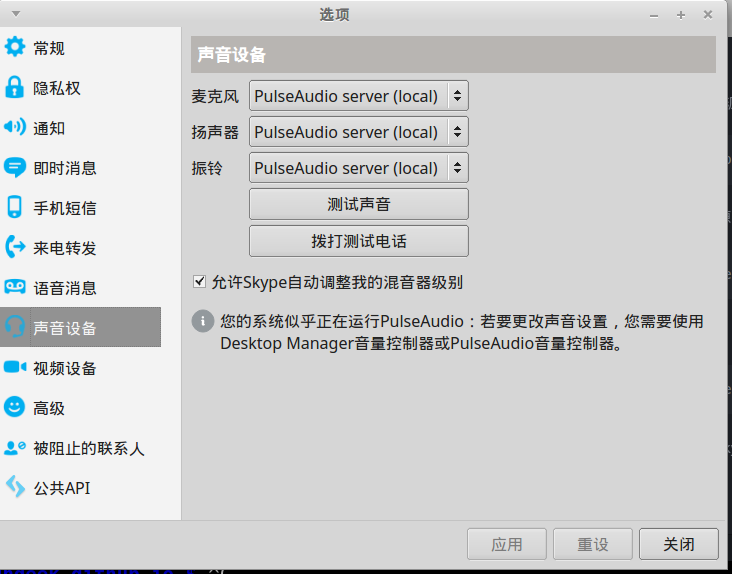 选项
常规
隐私权
通知
即时消息
手机短信
来电转发
语音消息
声音设备
视频设备
高级
被阻止的联系人
公共API
声音设备
麦克风 PulseAudio server (local)
扬声器 PulseAudio server (local)
振铃 PulseAudio server (local)
测试声音
拨打测试电话
允许Skype自动调整我的混音器级别
您的系统似乎正在运行PulseAudio：若要更改声音设置，您需要使用
Desktop Manager音量控制器或PulseAudio音量控制器。
应用 重设 关闭